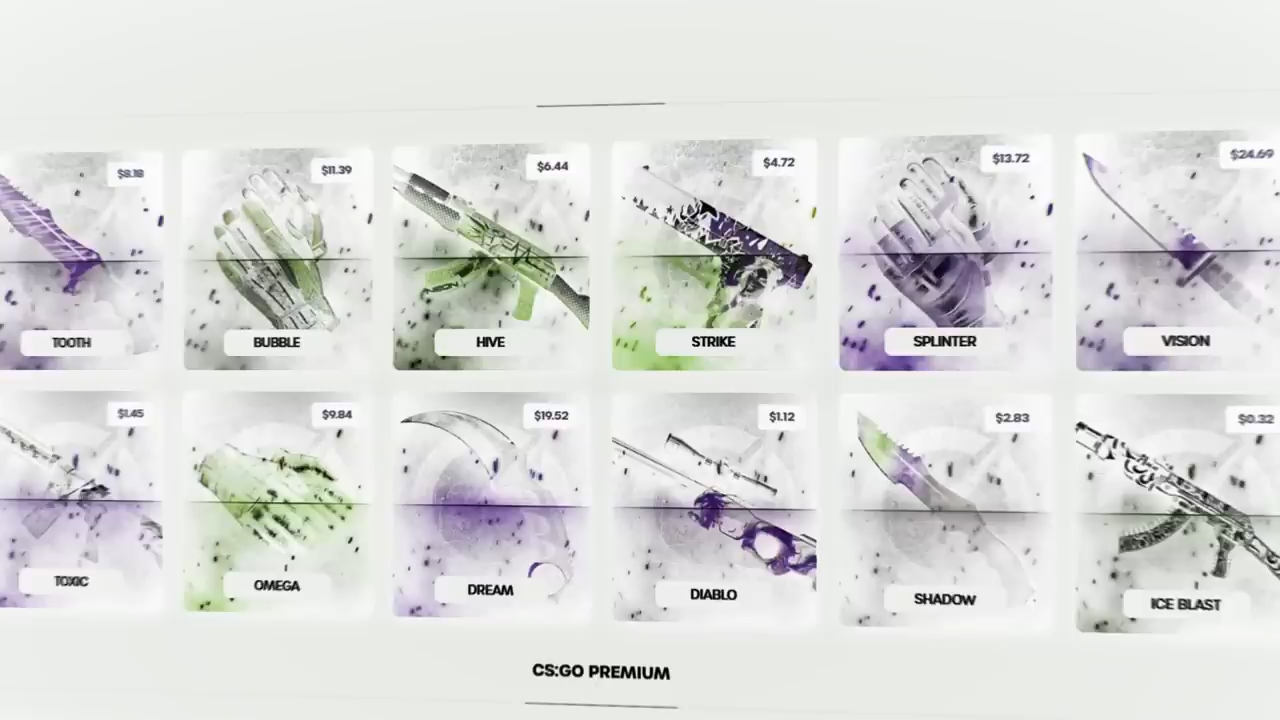 $8.18
$11.39
$6.44
$4.72
$13.72
$24.69
TOOTH
BUBBLE
HIVE
STRIKE
SPLINTER
VISION
$1.45
$9.84
$19.52
$1.12
$2.83
$0.32
TOXIC
OMEGA
DREAM
DIABLO
SHADOW
ICE BLAST
CS:GO PREMIUM